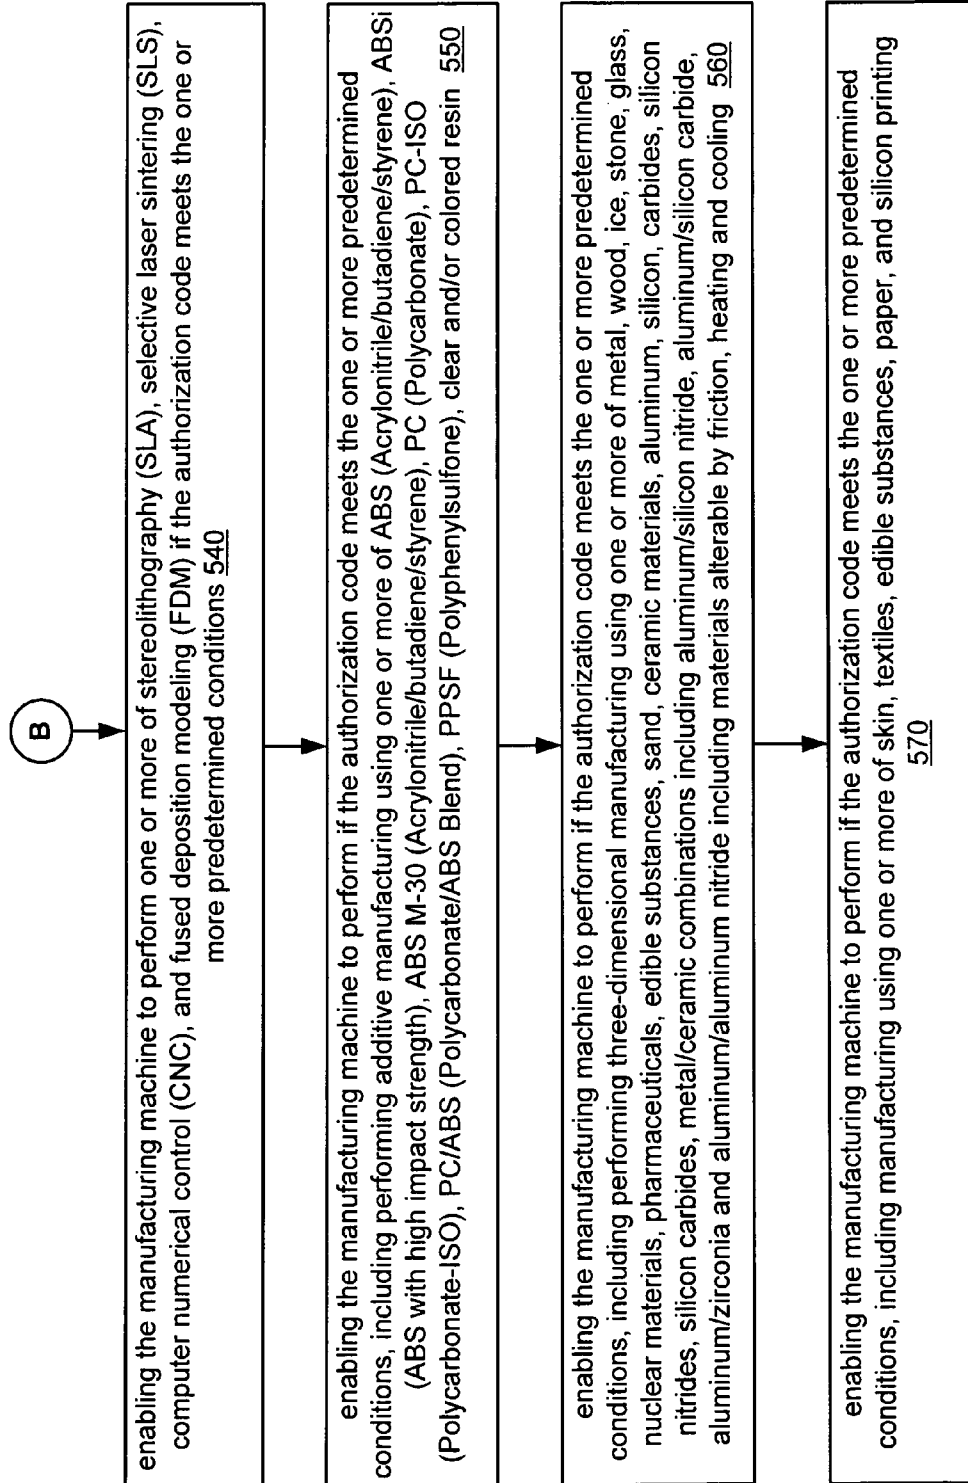 B
enabling the manufacturing machine to perform one or more of stereolithography (SLA), selective laser sintering (SLS),
computer numerical control (CNC), and fused deposition modeling (FDM) if the authorization code meets the one or
more predetermined conditions 540
enabling the manufacturing machine to perform if the authorization code meets the one or more predetermined
conditions, including performing additive manufacturing using one or more of ABS (Acrylonitrile/butadiene/styrene), ABSi
(ABS with high impact strength), ABS M-30 (Acrylonitrile/butadiene/styrene), PC (Polycarbonate), PC-ISO
(Polycarbonate-ISO), PC/ABS (Polycarbonate/ABS Blend), PPSF (Polyphenylsulfone), clear and/or colored resin 550
enabling the manufacturing machine to perform if the authorization code meets the one or more predetermined
conditions, including performing three-dimensional manufacturing using one or more of metal, wood, ice, stone, glass,
nuclear materials, pharmaceuticals, edible substances, sand, ceramic materials, aluminum, silicon, carbides, silicon
nitrides, silicon carbides, metal/ceramic combinations including aluminum/silicon nitride, aluminum/silicon carbide,
aluminum/zirconia and aluminum/aluminum nitride including materials alterable by friction, heating and cooling 560
enabling the manufacturing machine to perform if the authorization code meets the one or more predetermined
conditions, including manufacturing using one or more of skin, textiles, edible substances, paper, and silicon printing
570